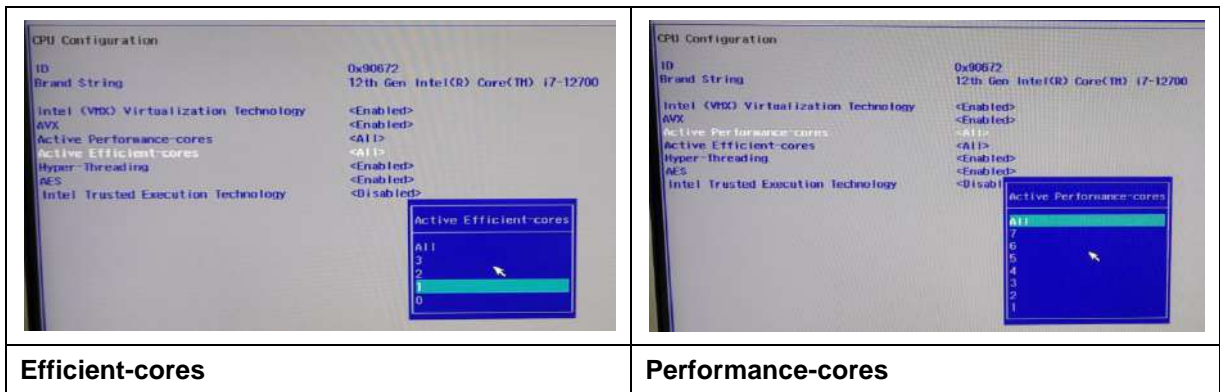 CPU Configuration
ID 0x90672
Brand String 12th Gen Intel(R) Core(TM) i7-12700
Intel (VMX) Virtualization Technology <Enabled>
AVX <Enabled>
Active Performance-cores <All>
Active Efficient-cores <All>
Hyper-Threading <Enabled>
AES <Enabled>
Intel Trusted Execution Technology <Disabled>
Active Efficient-cores
All
3
2
1
0
Efficient-cores
CPU Configuration
ID 0x90672
Brand String 12th Gen Intel(R) Core(TM) i7-12700
Intel (VMX) Virtualization Technology <Enabled>
AVX <Enabled>
Active Performance-cores <All>
Active Efficient-cores <All>
Hyper-Threading <Enabled>
AES <Enabled>
Intel Trusted Execution Technology <Disabl
Active Performance-cores
All
7
6
5
4
3
2
1
Performance-cores